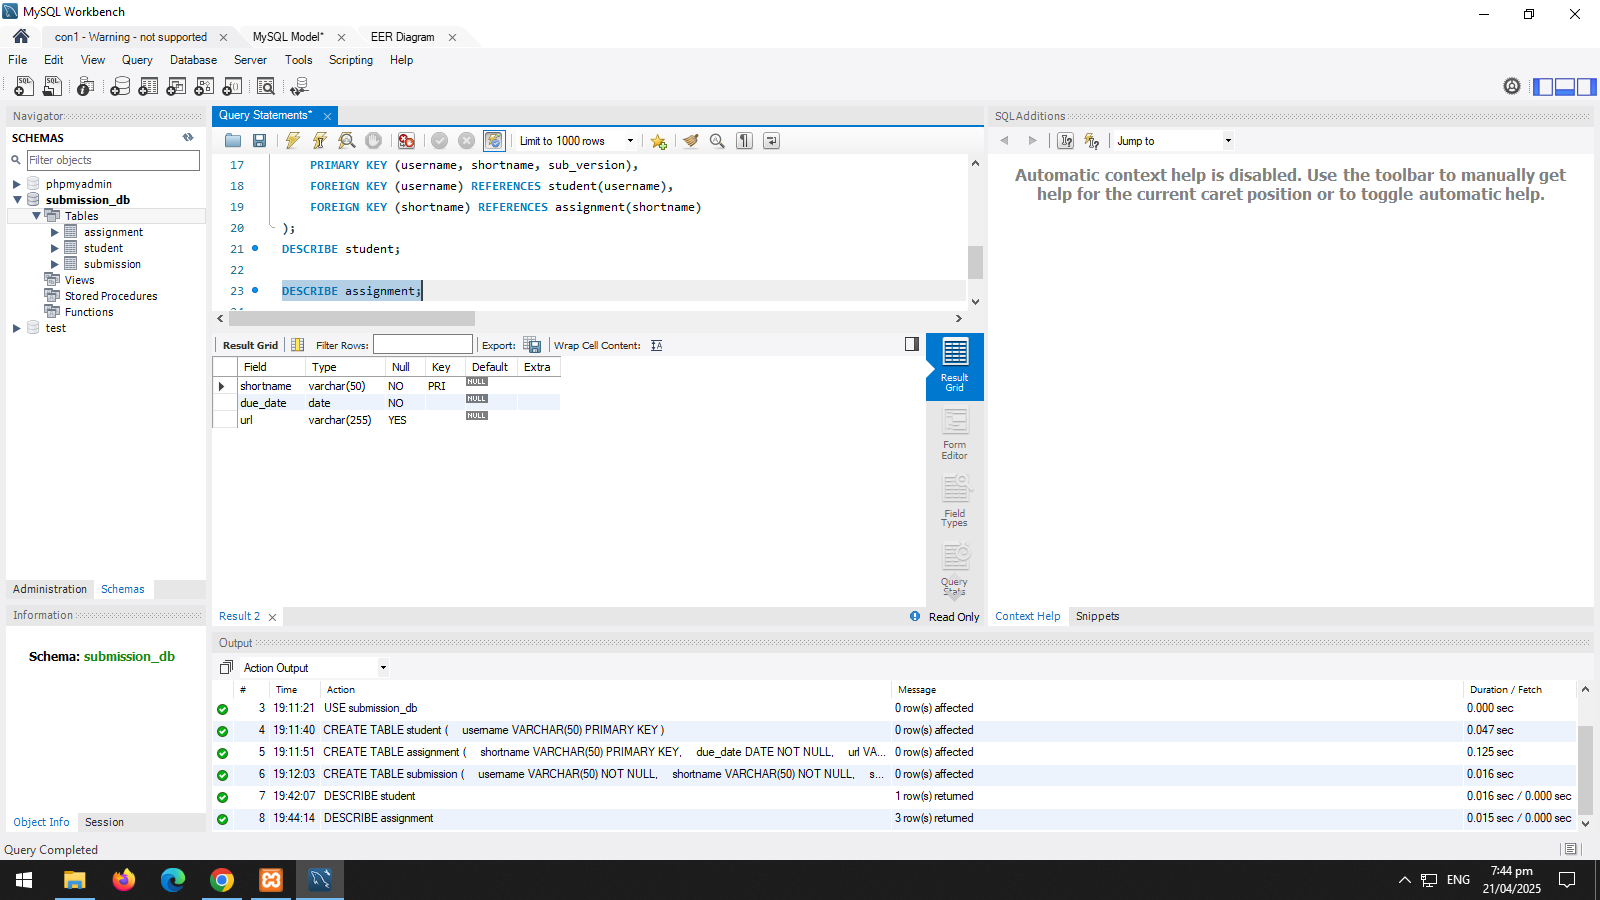 MySQL Workbench
con1 - Warning - not supported
MySQL Model*
EER Diagram
File Edit View Query Database Server Tools Scripting Help
Navigator
SCHEMAS
Filter objects
phpmyadmin
submission_db
Tables
assignment
student
submission
Views
Stored Procedures
Functions
test
Administration Schemas
Information
Schema: submission_db
Object Info Session
Query Statements*
Limit to 1000 rows
17 PRIMARY KEY (username, shortname, sub_version),
18 FOREIGN KEY (username) REFERENCES student(username),
19 FOREIGN KEY (shortname) REFERENCES assignment(shortname)
20 );
21 DESCRIBE student;
22
23 DESCRIBE assignment;
Result Grid Filter Rows: Export: Wrap Cell Content:
Field Type Null Key Default Extra
shortname varchar(50) NO PRI NULL
due_date date NO NULL
url varchar(255) YES NULL
Result Grid
Form Editor
Field Types
Query Stats
Result 2
Read Only
SQLAdditions
Jump to
Automatic context help is disabled. Use the toolbar to manually get
help for the current caret position or to toggle automatic help.
Context Help Snippets
Output
Action Output
# Time Action Message Duration / Fetch
3 19:11:21 USE submission_db 0 row(s) affected 0.000 sec
4 19:11:40 CREATE TABLE student ( username VARCHAR(50) PRIMARY KEY ) 0 row(s) affected 0.047 sec
5 19:11:51 CREATE TABLE assignment ( shortname VARCHAR(50) PRIMARY KEY, due_date DATE NOT NULL, url VA... 0 row(s) affected 0.125 sec
6 19:12:03 CREATE TABLE submission ( username VARCHAR(50) NOT NULL, shortname VARCHAR(50) NOT NULL, s... 0 row(s) affected 0.016 sec
7 19:42:07 DESCRIBE student 1 row(s) returned 0.016 sec / 0.000 sec
8 19:44:14 DESCRIBE assignment 3 row(s) returned 0.015 sec / 0.000 sec
Query Completed
ENG
7:44 pm
21/04/2025